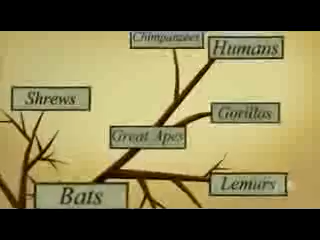 Chimpanzees
Humans
Shrews
Gorillas
Great Apes
Bats
Lemurs